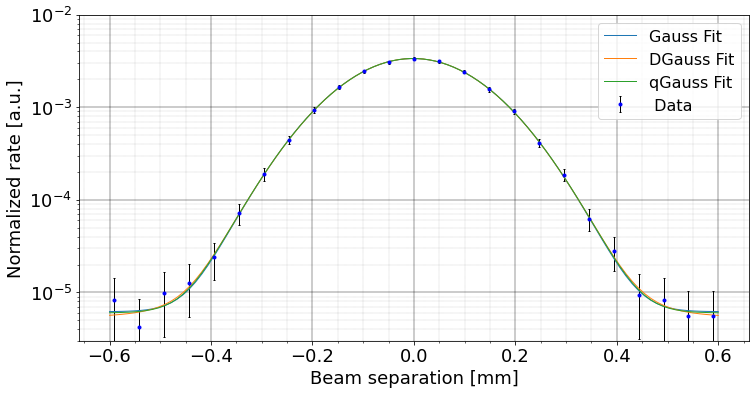 10⁻²
10⁻³
10⁻⁴
10⁻⁵
Normalized rate [a.u.]
Gauss Fit
DGauss Fit
qGauss Fit
Data
−0.6 −0.4 −0.2 0.0 0.2 0.4 0.6
Beam separation [mm]